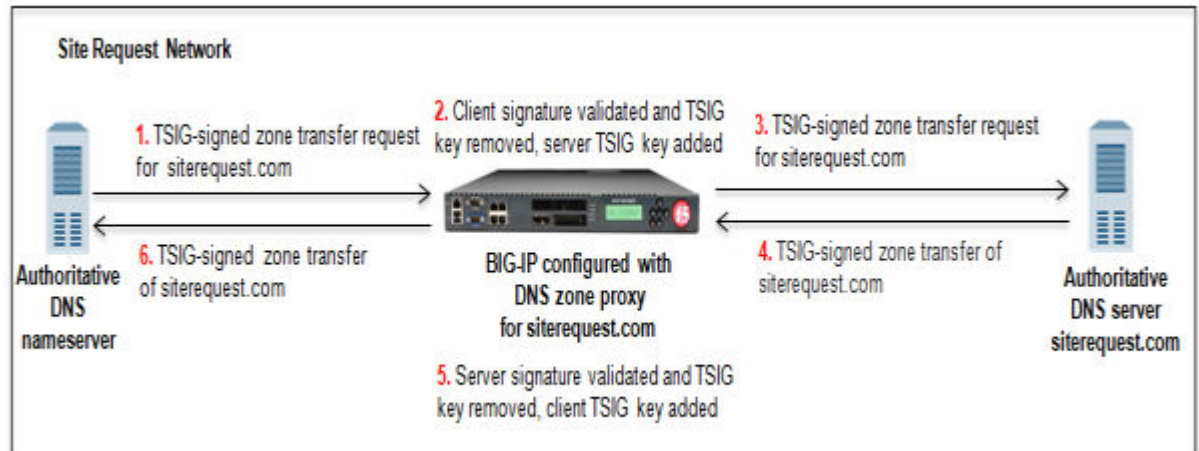 Site Request Network
1. TSIG-signed zone transfer request
for siterequest.com
2. Client signature validated and TSIG
key removed, server TSIG key added
3. TSIG-signed zone transfer request
for siterequest.com
6. TSIG-signed zone transfer
of siterequest.com
4. TSIG-signed zone transfer of
siterequest.com
Authoritative
DNS
nameserver
BIG-IP configured with
DNS zone proxy
for siterequest.com
Authoritative
DNS server
siterequest.com
5. Server signature validated and TSIG
key removed, client TSIG key added